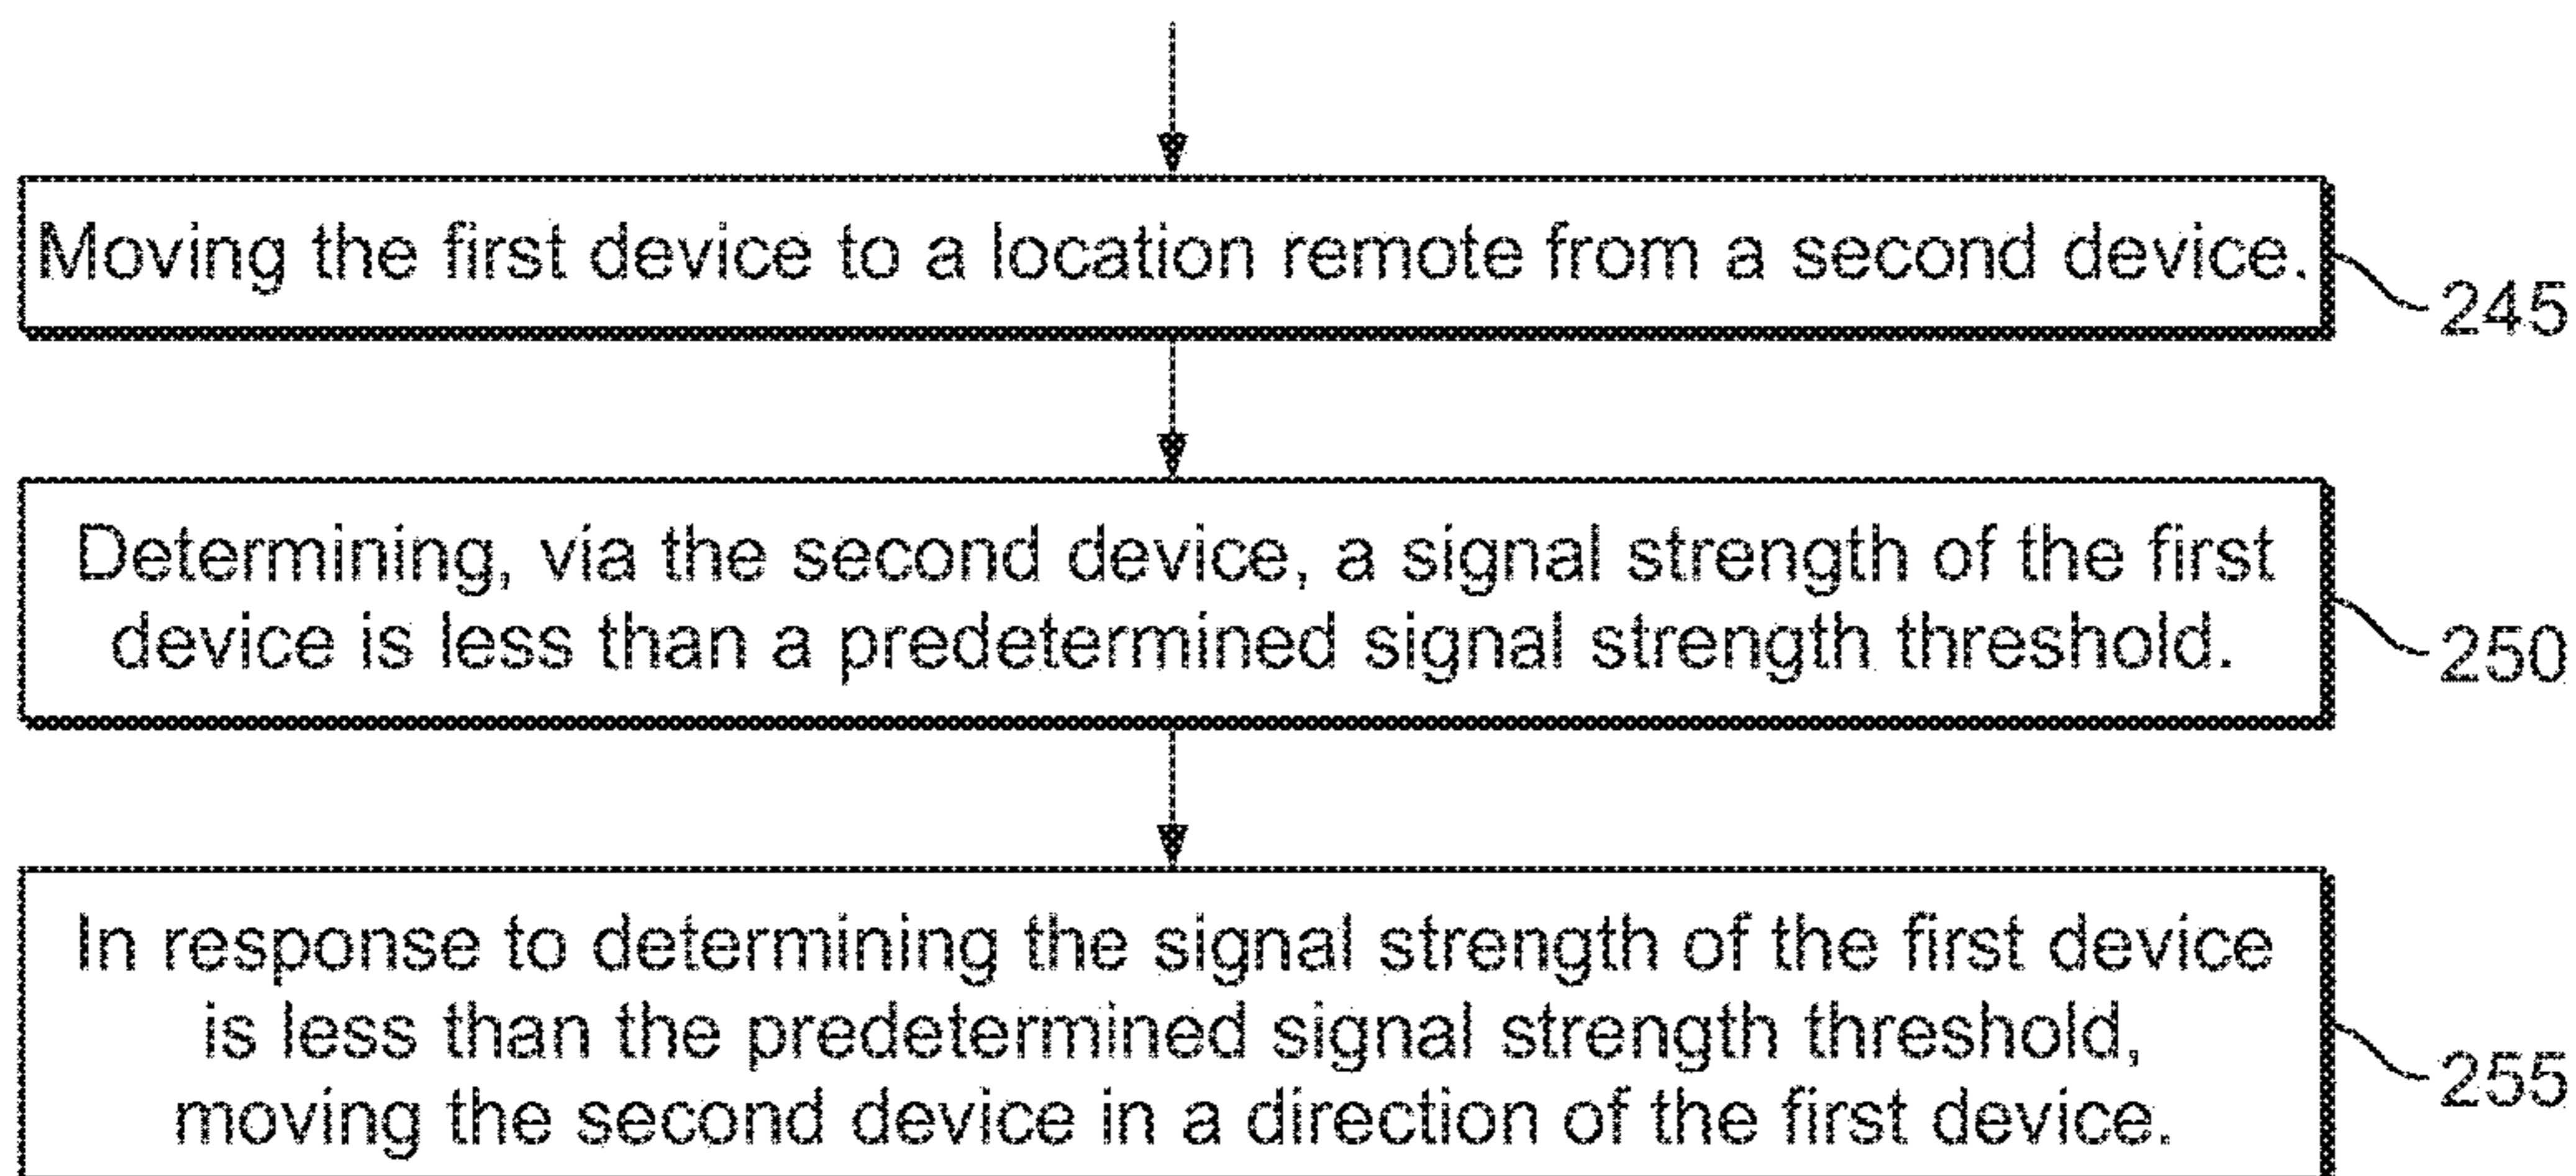 Moving the first device to a location remote from a second device.
245
Determining, via the second device, a signal strength of the first
device is less than a predetermined signal strength threshold.
250
In response to determining the signal strength of the first device
is less than the predetermined signal strength threshold,
moving the second device in a direction of the first device.
255